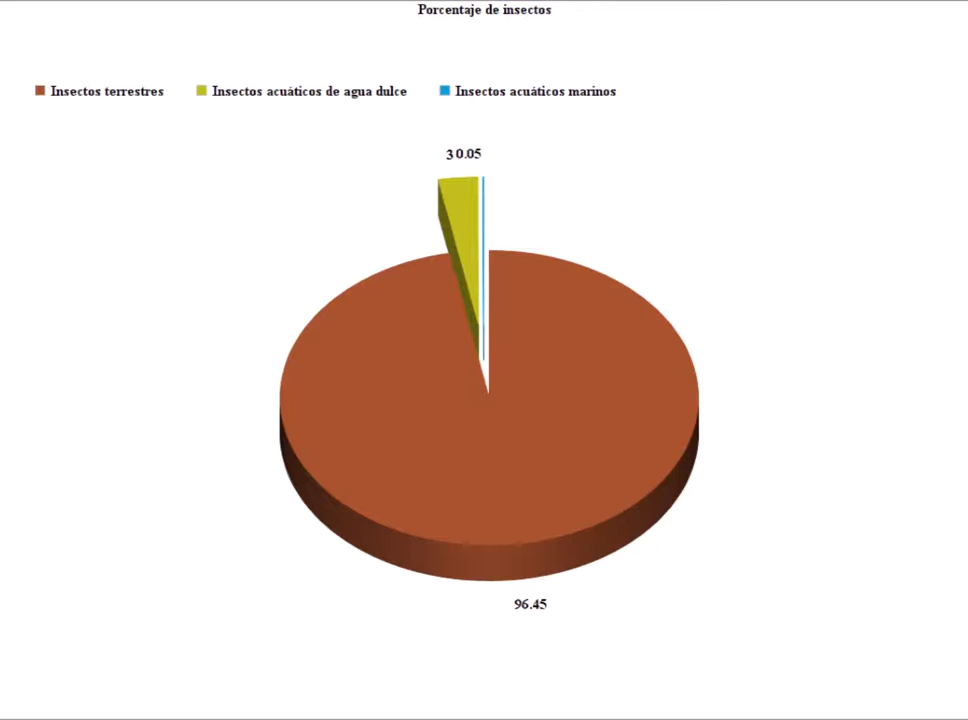 Porcentaje de insectos
Insectos terrestres Insectos acuáticos de agua dulce Insectos acuáticos marinos
3 0.05
96.45